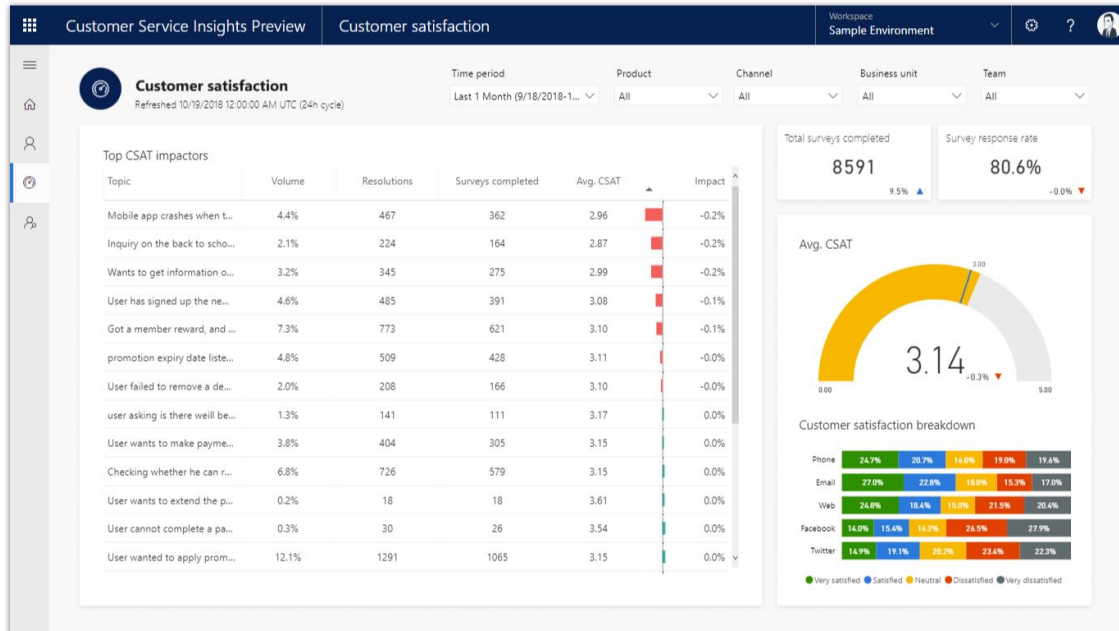 Customer Service Insights Preview
Customer satisfaction
Workspace
Sample Environment
?
Customer satisfaction
Refreshed 10/19/2018 12:00:00 AM UTC (24h cycle)
Time period
Last 1 Month (9/18/2018-1...
Product
All
Channel
All
Business unit
All
Team
All
Top CSAT impactors
Topic Volume Resolutions Surveys completed Avg. CSAT Impact
Mobile app crashes when t... 4.4% 467 362 2.96 -0.2%
Inquiry on the back to scho... 2.1% 224 164 2.87 -0.2%
Wants to get information o... 3.2% 345 275 2.99 -0.2%
User has signed up the ne... 4.6% 485 391 3.08 -0.1%
Got a member reward, and ... 7.3% 773 621 3.10 -0.1%
promotion expiry date liste... 4.8% 509 428 3.11 -0.0%
User failed to remove a de... 2.0% 208 166 3.10 -0.0%
user asking is there weill be... 1.3% 141 111 3.17 0.0%
User wants to make payme... 3.8% 404 305 3.15 0.0%
Checking whether he can r... 6.8% 726 579 3.15 0.0%
User wants to extend the p... 0.2% 18 18 3.61 0.0%
User cannot complete a pa... 0.3% 30 26 3.54 0.0%
User wanted to apply prom... 12.1% 1291 1065 3.15 0.0%
Total surveys completed
8591
9.5%
Survey response rate
80.6%
-0.0%
Avg. CSAT
3.00
3.14
-0.3%
0.00 5.00
Customer satisfaction breakdown
Phone 24.7% 20.7% 16.0% 19.0% 19.6%
Email 27.0% 22.8% 18.0% 15.3% 17.0%
Web 24.8% 18.4% 15.0% 21.5% 20.4%
Facebook 14.0% 15.4% 16.2% 26.5% 27.9%
Twitter 14.9% 19.1% 20.2% 23.4% 22.3%
Very satisfied Satisfied Neutral Dissatisfied Very dissatisfied